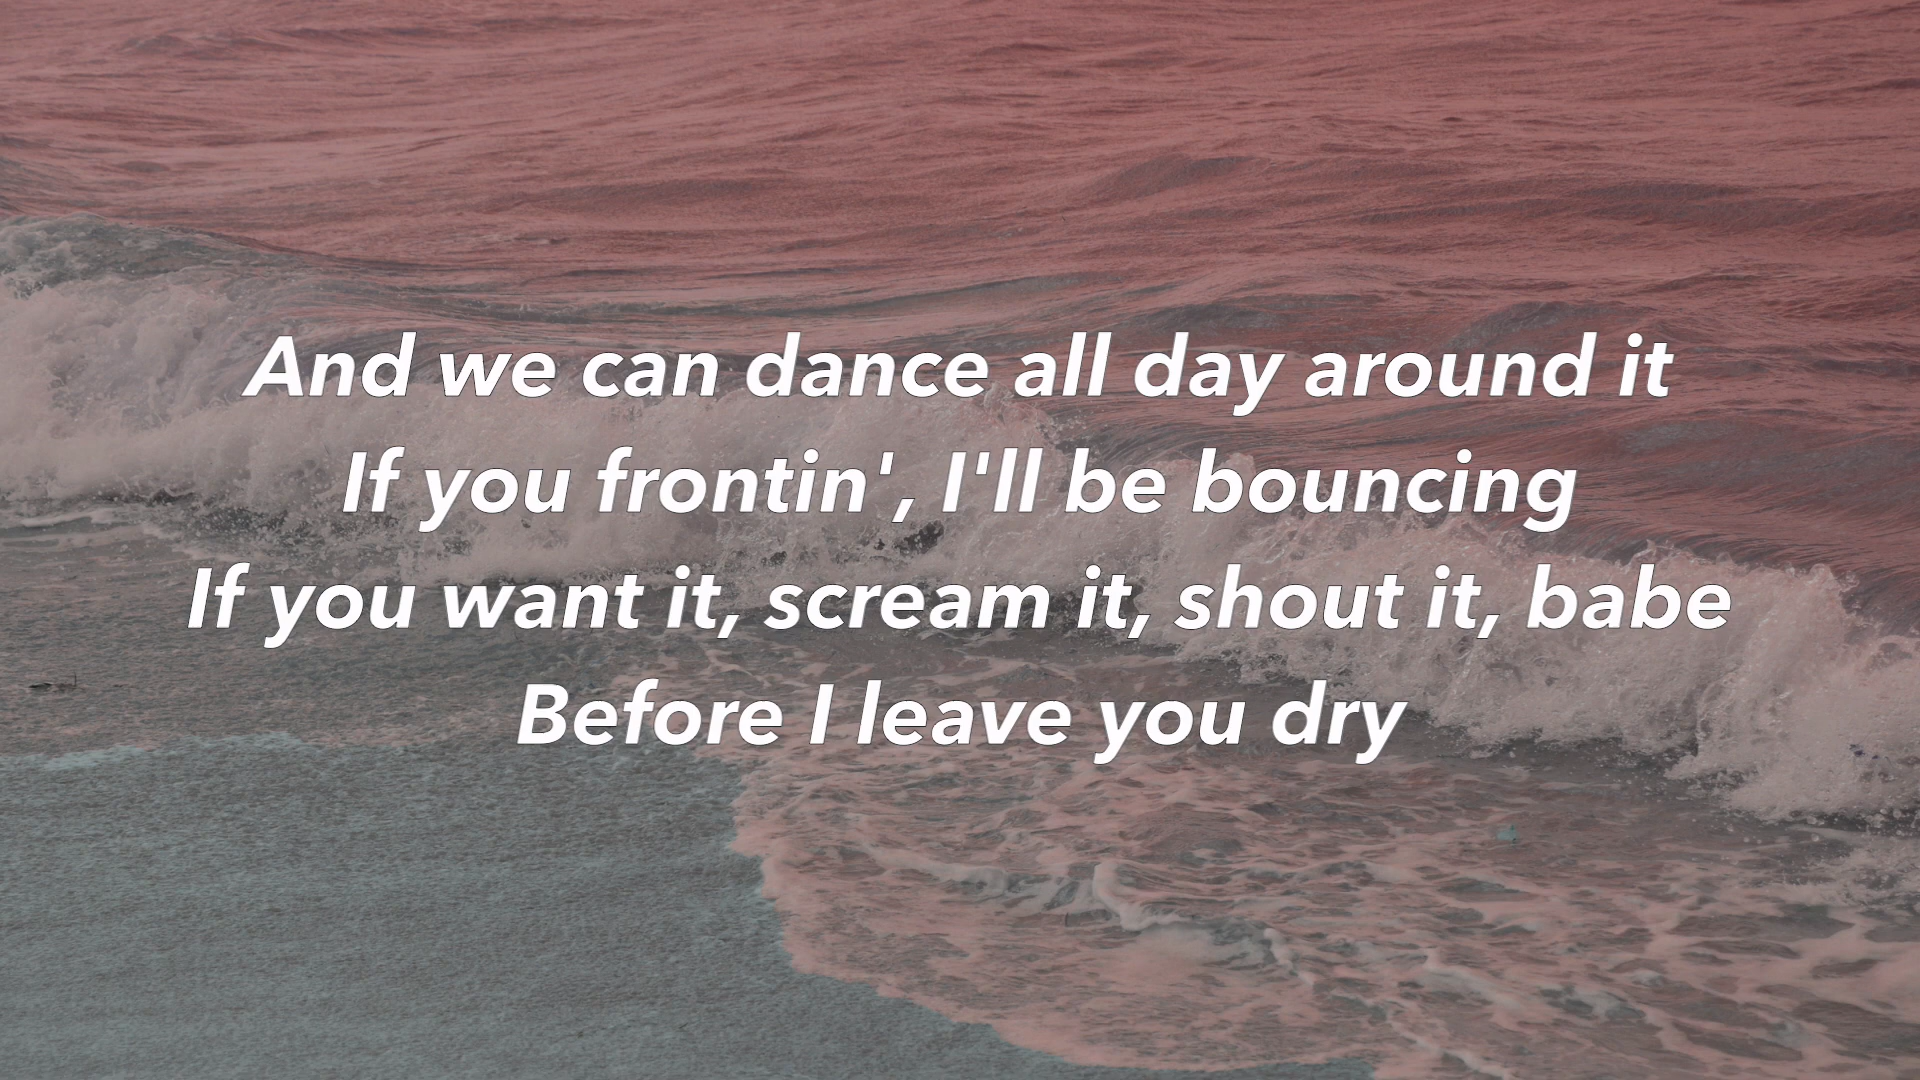 And we can dance all day around it
If you frontin', I'll be bouncing
If you want it, scream it, shout it, babe
Before I leave you dry